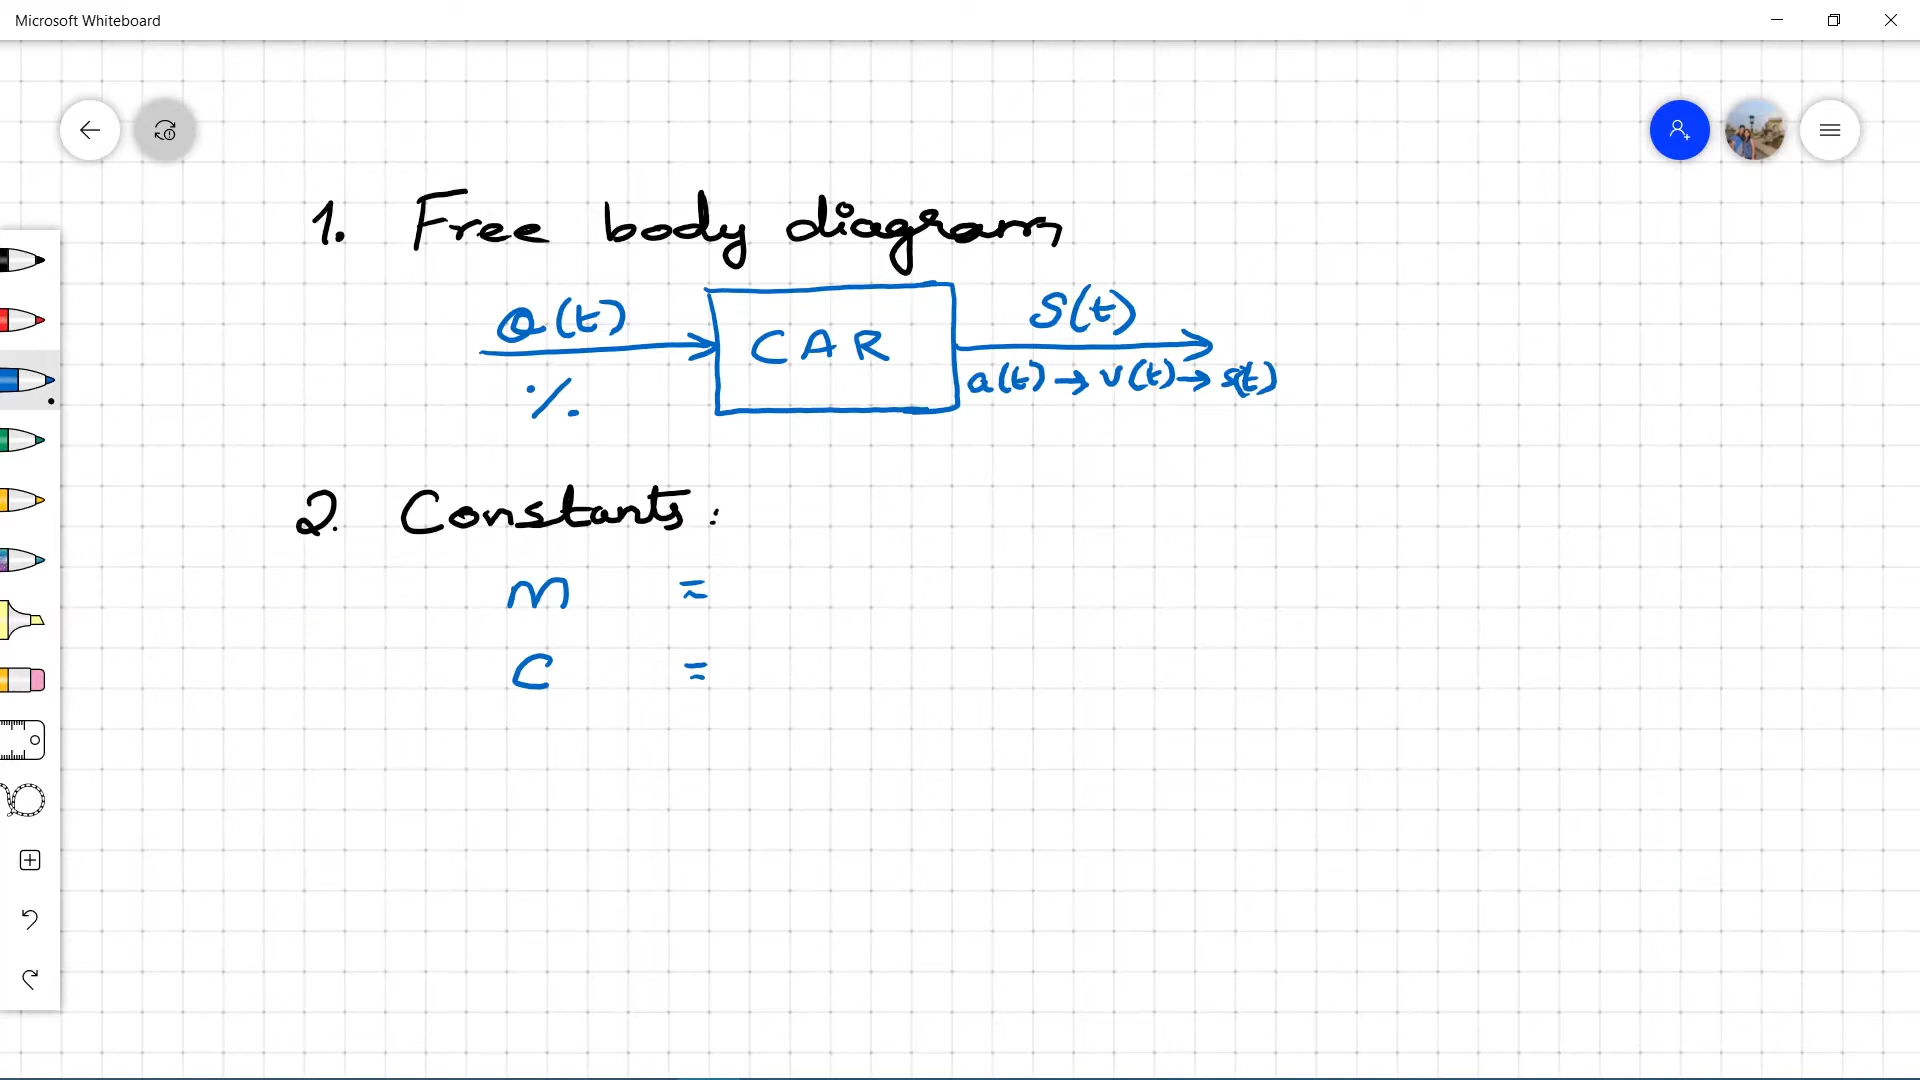 Microsoft Whiteboard
1. Free body diagram
θ(t)
%
CAR
S(t)
a(t) → v(t) → s(t)
2. Constants :
m =
c =